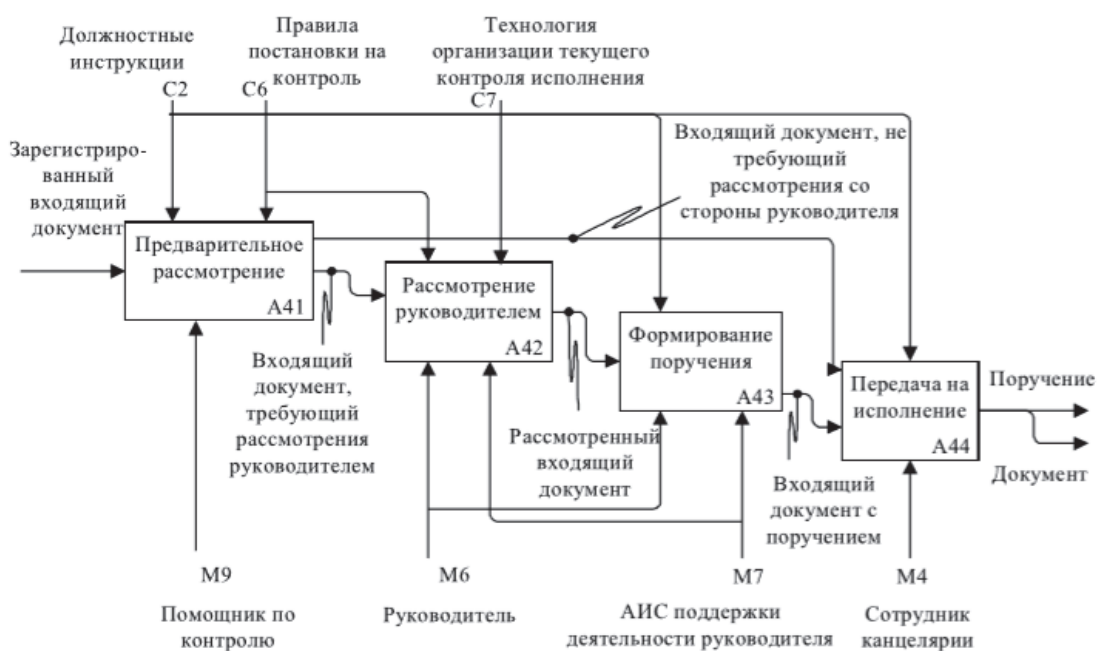 Должностные
инструкции
C2
Правила
постановки на
контроль
C6
Технология
организации текущего
контроля исполнения
C7
Зарегистриро-
ванный
входящий
документ
Входящий документ, не
требующий
рассмотрения со
стороны руководителя
Предварительное
рассмотрение
A41
Рассмотрение
руководителем
A42
Формирование
поручения
A43
Передача на
исполнение
A44
Поручение
Документ
Входящий
документ,
требующий
рассмотрения
руководителем
Рассмотренный
входящий
документ
Входящий
документ с
поручением
M9
Помощник по
контролю
M6
Руководитель
M7
АИС поддержки
деятельности руководителя
M4
Сотрудник
канцелярии